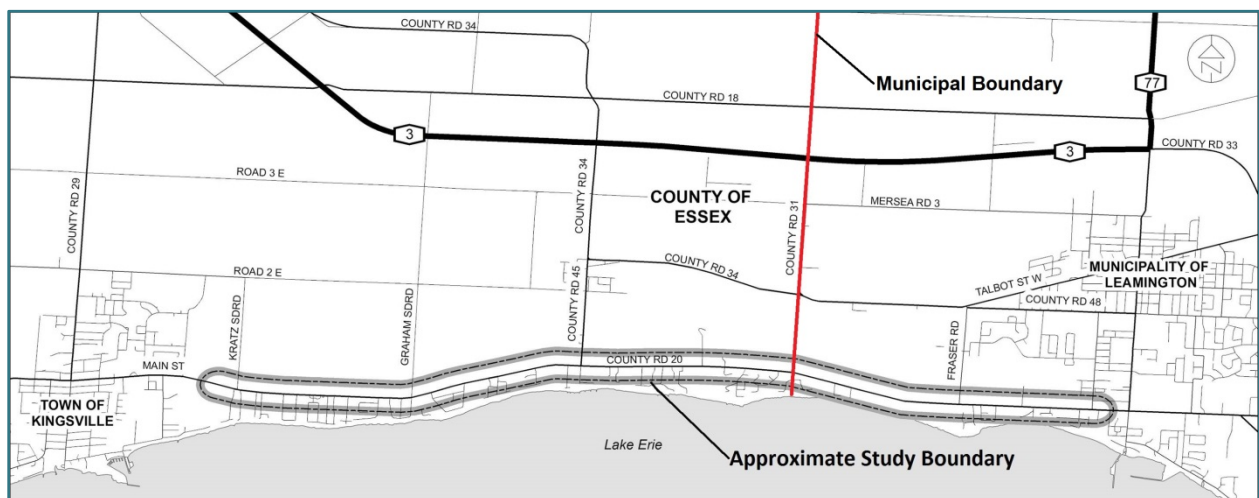 COUNTY RD 34
Municipal Boundary
77
COUNTY RD 18
3
3
COUNTY RD 33
ROAD 3 E
COUNTY RD 29
COUNTY RD 34
COUNTY OF
ESSEX
COUNTY RD 31
MERSEA RD 3
ROAD 2 E
COUNTY RD 34
TALBOT ST W
MUNICIPALITY OF
LEAMINGTON
COUNTY RD 48
KRATZ SDRD
GRAHAM SDRD
COUNTY RD 45
FRASER RD
MAIN ST
COUNTY RD 20
TOWN OF
KINGSVILLE
Lake Erie
Approximate Study Boundary
N